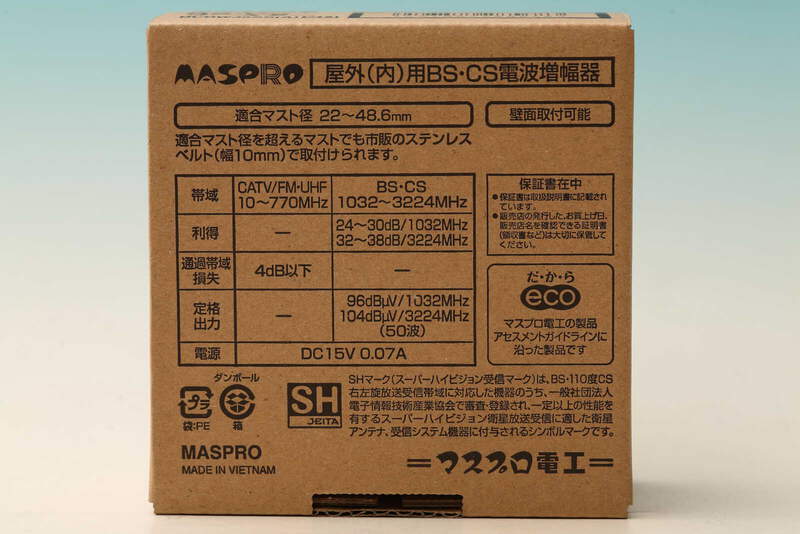 MASPRO 屋外(内)用BS・CS電波増幅器
適合マスト径 22〜48.6mm
壁面取付可能
適合マスト径を超えるマストでも市販のステンレス
ベルト(幅10mm)で取付けられます。
帯域 CATV/FM・UHF 10〜770MHz BS・CS 1032〜3224MHz
利得 — 24〜30dB/1032MHz
32〜38dB/3224MHz
通過帯域
損失 4dB以下 —
定格
出力 — 96dBμV/1032MHz
104dBμV/3224MHz
(50波)
電源 DC15V 0.07A
保証書在中
●保証書は取扱説明書に記載され
ています。
●販売店の発行した、お買上げ日、
販売店名を確認できる証明書
(領収書など)は大切に保管して
ください。
だ・か・ら
eco
マスプロ電工の製品
アセスメントガイドラインに
沿った製品です
ダンボール
プラ
袋:PE
箱
SH
JEITA
SHマーク(スーパーハイビジョン受信マーク)は、BS・110度CS
右左旋放送受信帯域に対応した機器のうち、一般社団法人
電子情報技術産業協会で審査・登録され、一定以上の性能を
有するスーパーハイビジョン衛星放送受信に適した衛星
アンテナ、受信システム機器に付与されるシンボルマークです。
MASPRO
MADE IN VIETNAM
=マスプロ電工=